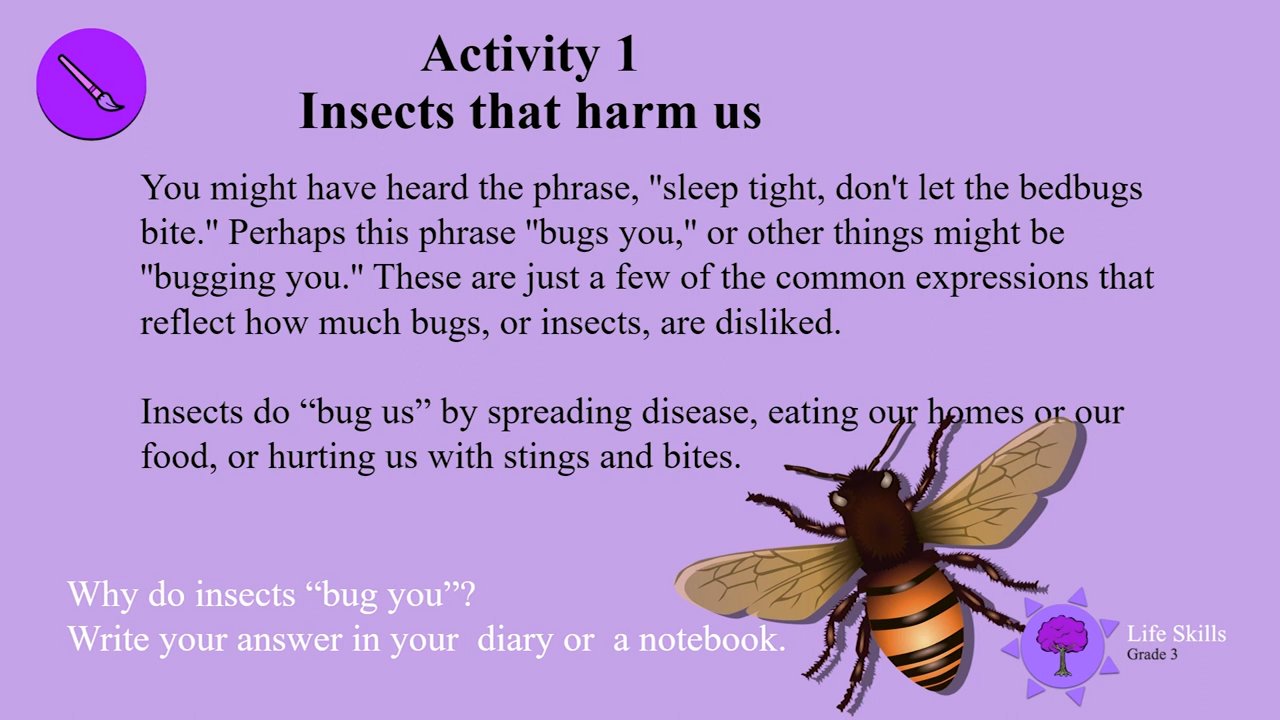 Activity 1
Insects that harm us
You might have heard the phrase, "sleep tight, don't let the bedbugs
bite." Perhaps this phrase "bugs you," or other things might be
"bugging you." These are just a few of the common expressions that
reflect how much bugs, or insects, are disliked.
Insects do “bug us” by spreading disease, eating our homes or our
food, or hurting us with stings and bites.
Why do insects “bug you”?
Write your answer in your  diary or  a notebook.
Life Skills
Grade 3